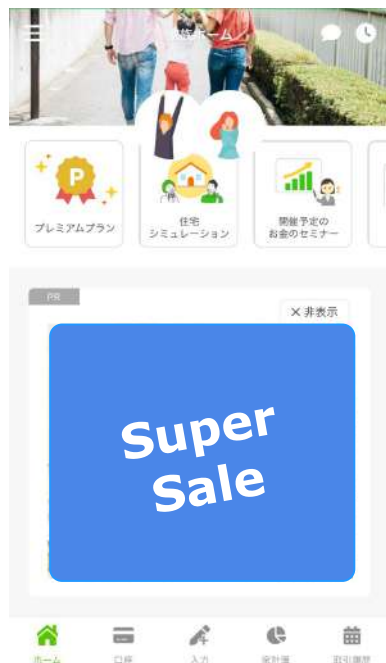 ホーム
P
プレミアムプラン
住宅
シミュレーション
開催予定の
お金のセミナー
PR
×非表示
Super
Sale
ホーム
口座
入力
家計簿
取引履歴